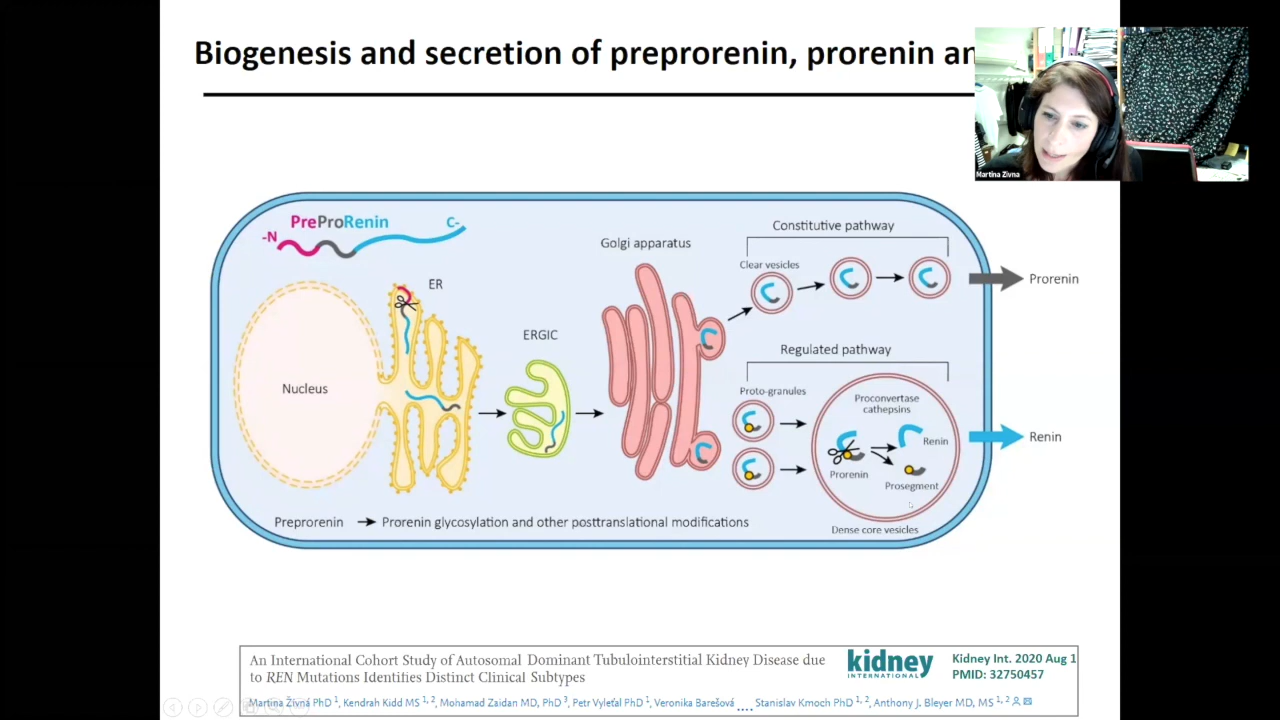 Biogenesis and secretion of preprorenin, prorenin an
Martina Zivna
PreProRenin
-N
C-
ER
Nucleus
ERGIC
Golgi apparatus
Constitutive pathway
Clear vesicles
Prorenin
Regulated pathway
Proto-granules
Proconvertase
cathepsins
Renin
Prorenin
Prosegment
Dense core vesicles
Renin
Preprorenin
Prorenin glycosylation and other posttranslational modifications
An International Cohort Study of Autosomal Dominant Tubulointerstitial Kidney Disease due
to REN Mutations Identifies Distinct Clinical Subtypes
kidney
INTERNATIONAL
Kidney Int. 2020 Aug 1
PMID: 32750457
Martina Živná PhD 1, Kendrah Kidd MS 1, 2, Mohamad Zaidan MD, PhD 3, Petr Vyleťal PhD 1, Veronika Barešová .... Stanislav Kmoch PhD 1, 2, Anthony J. Bleyer MD, MS 1, 2